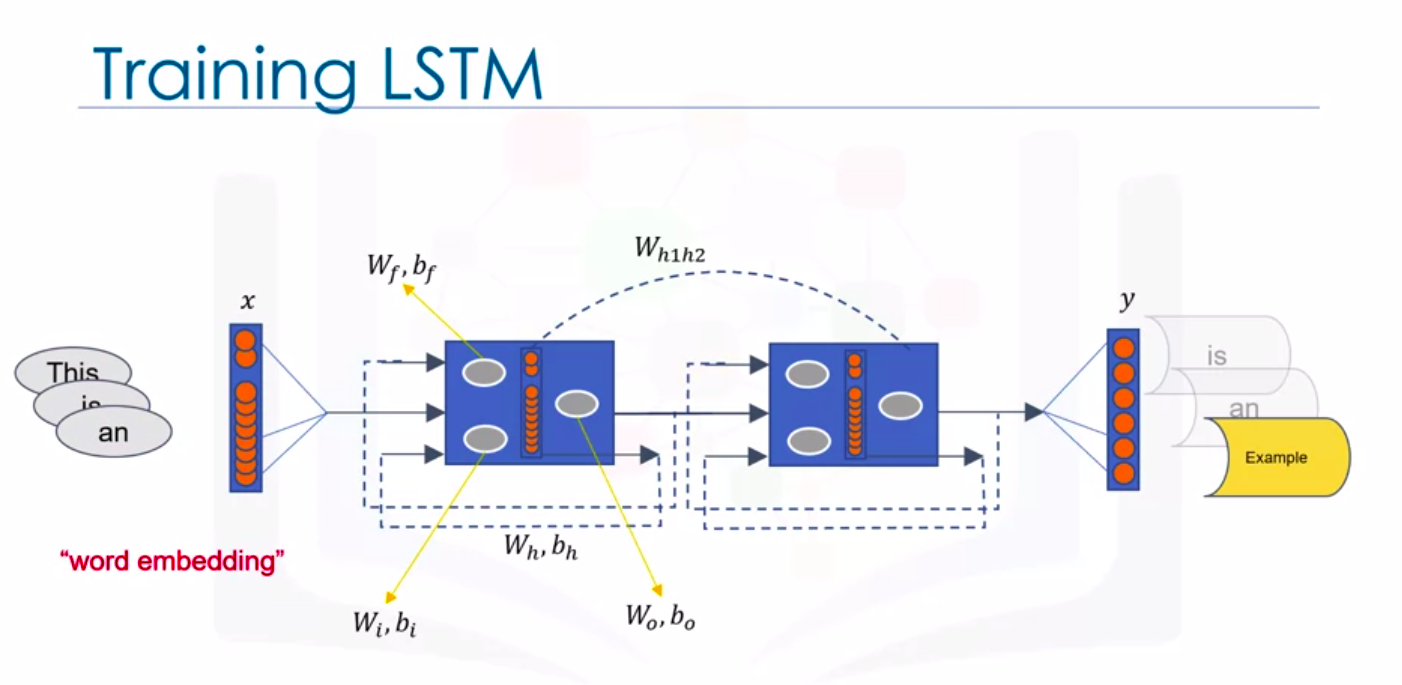 Training LSTM
W_{h1h2}
W_f, b_f
x
y
This
is
an
is
an
Example
W_h, b_h
"word embedding"
W_i, b_i
W_o, b_o